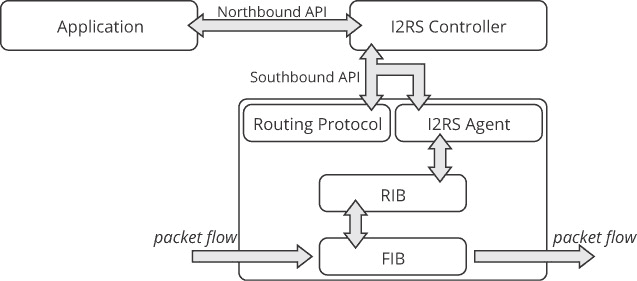 Application
Northbound API
I2RS Controller
Southbound API
Routing Protocol
I2RS Agent
RIB
packet flow
FIB
packet flow